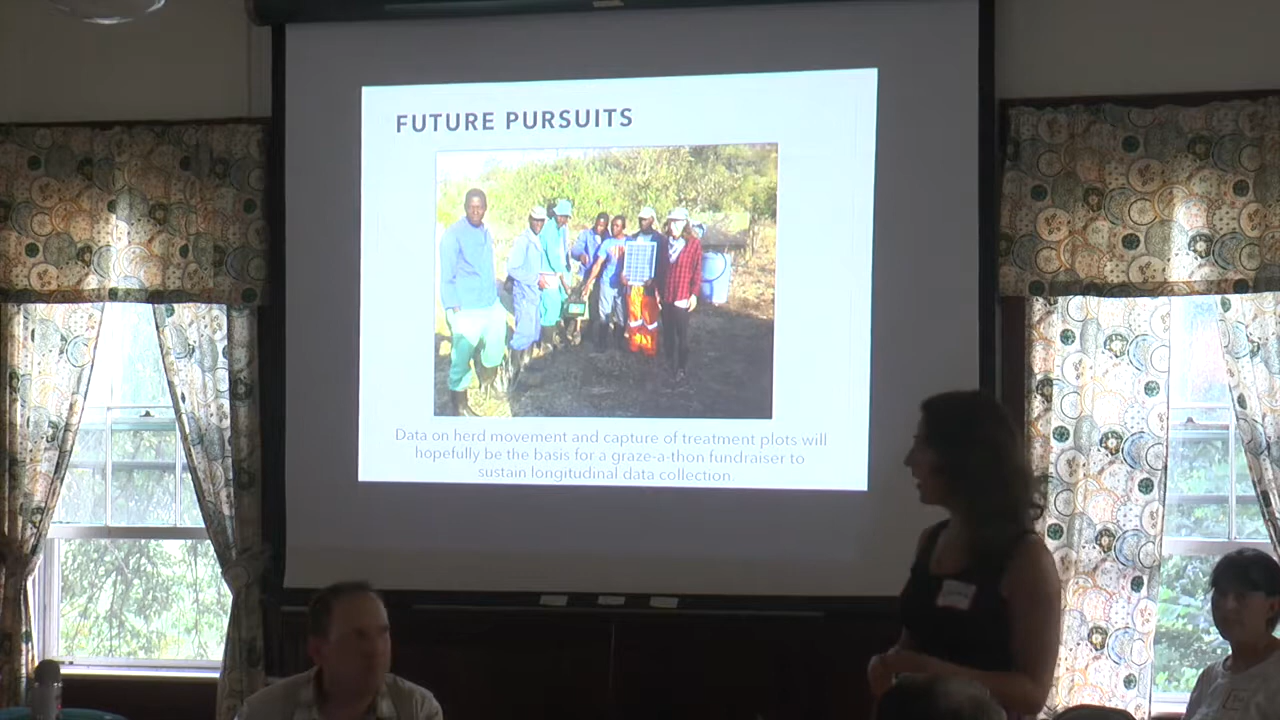 FUTURE PURSUITS
Data on herd movement and capture of treatment plots will
hopefully be the basis for a graze-a-thon fundraiser to
sustain longitudinal data collection.